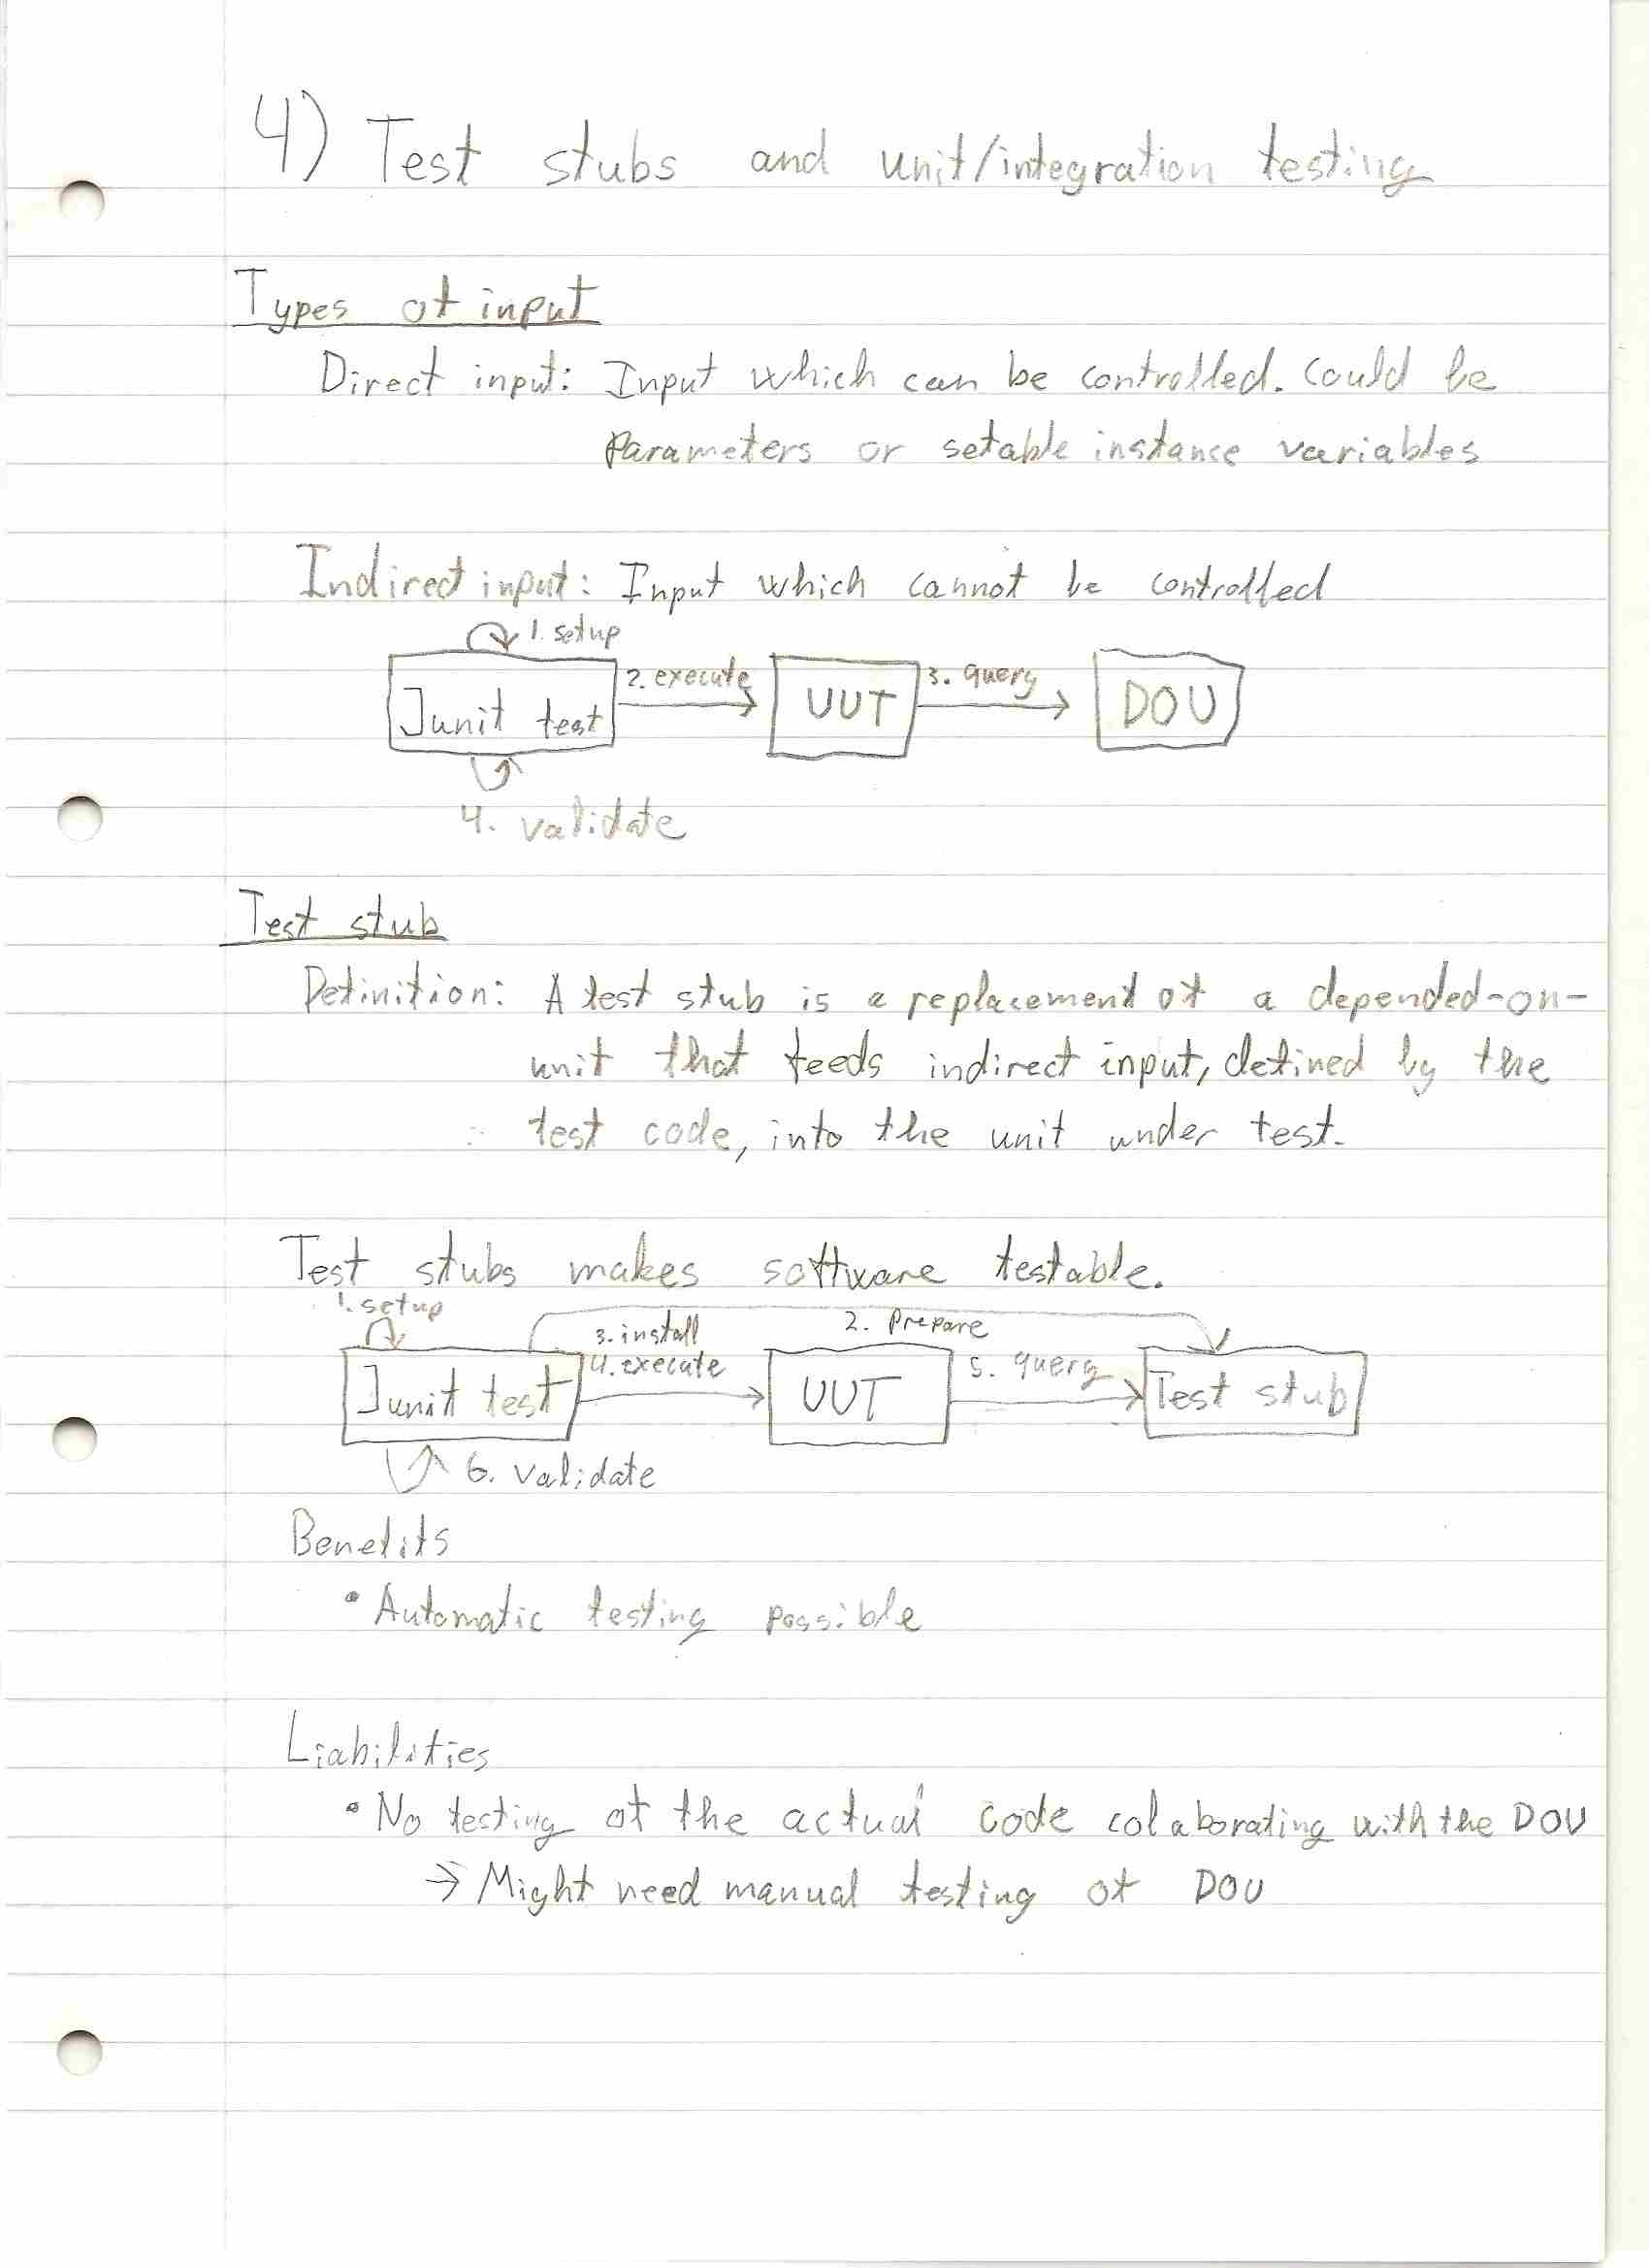 4) Test stubs and unit/integration testing
Types of input
Direct input: Input which can be controlled. Could be
Parameters or setable instance variables
Indirect input: Input which cannot be controlled
1. setup
2. execute
3. query
Junit test
UUT
DOU
4. validate
Test stub
Definition: A test stub is a replacement of a depended-on-
unit that feeds indirect input, defined by the
test code, into the unit under test.
Test stubs makes software testable.
1. setup
3. install
2. Prepare
4. execute
5. query
Junit test
UUT
Test stub
6. Validate
Benefits
• Automatic testing possible
Liabilities
• No testing of the actual code colaborating with the DOU
→ Might need manual testing of DOU